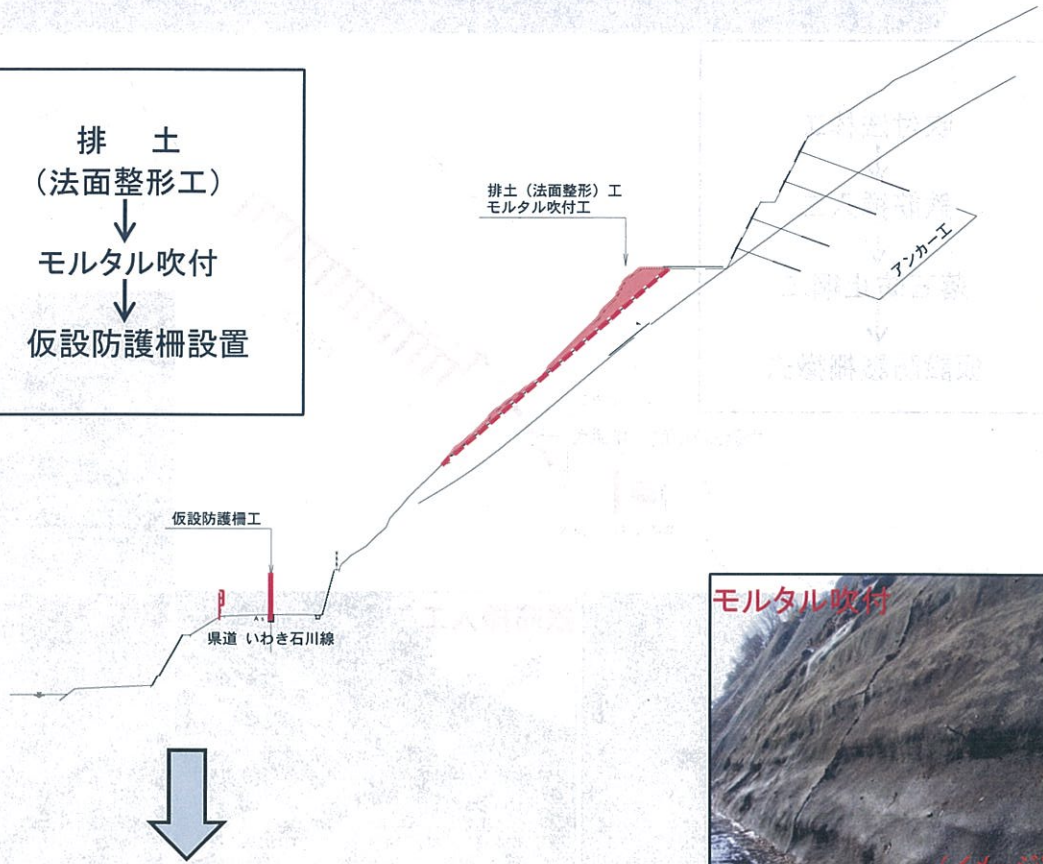 排 土
(法面整形工)
モルタル吹付
仮設防護柵設置
排土(法面整形)工
モルタル吹付工
アンカー工
仮設防護柵工
県道 いわき石川線
モルタル吹付